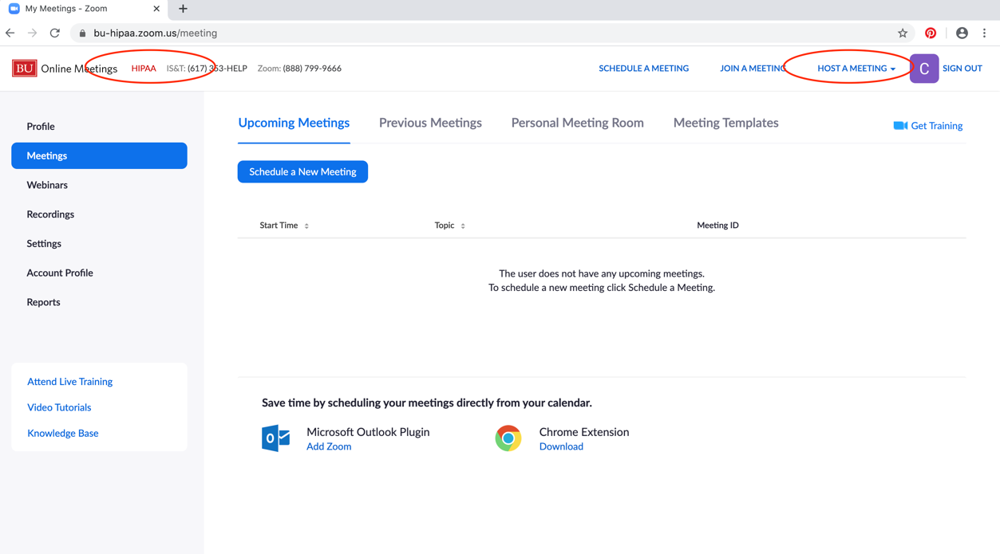 My Meetings - Zoom
bu-hipaa.zoom.us/meeting
BU Online Meetings HIPAA IS&T: (617) 353-HELP Zoom: (888) 799-9666 SCHEDULE A MEETING JOIN A MEETING HOST A MEETING C SIGN OUT
Profile
Meetings
Webinars
Recordings
Settings
Account Profile
Reports
Attend Live Training
Video Tutorials
Knowledge Base
Upcoming Meetings Previous Meetings Personal Meeting Room Meeting Templates Get Training
Schedule a New Meeting
Start Time Topic Meeting ID
The user does not have any upcoming meetings.
To schedule a new meeting click Schedule a Meeting.
Save time by scheduling your meetings directly from your calendar.
Microsoft Outlook Plugin
Add Zoom
Chrome Extension
Download